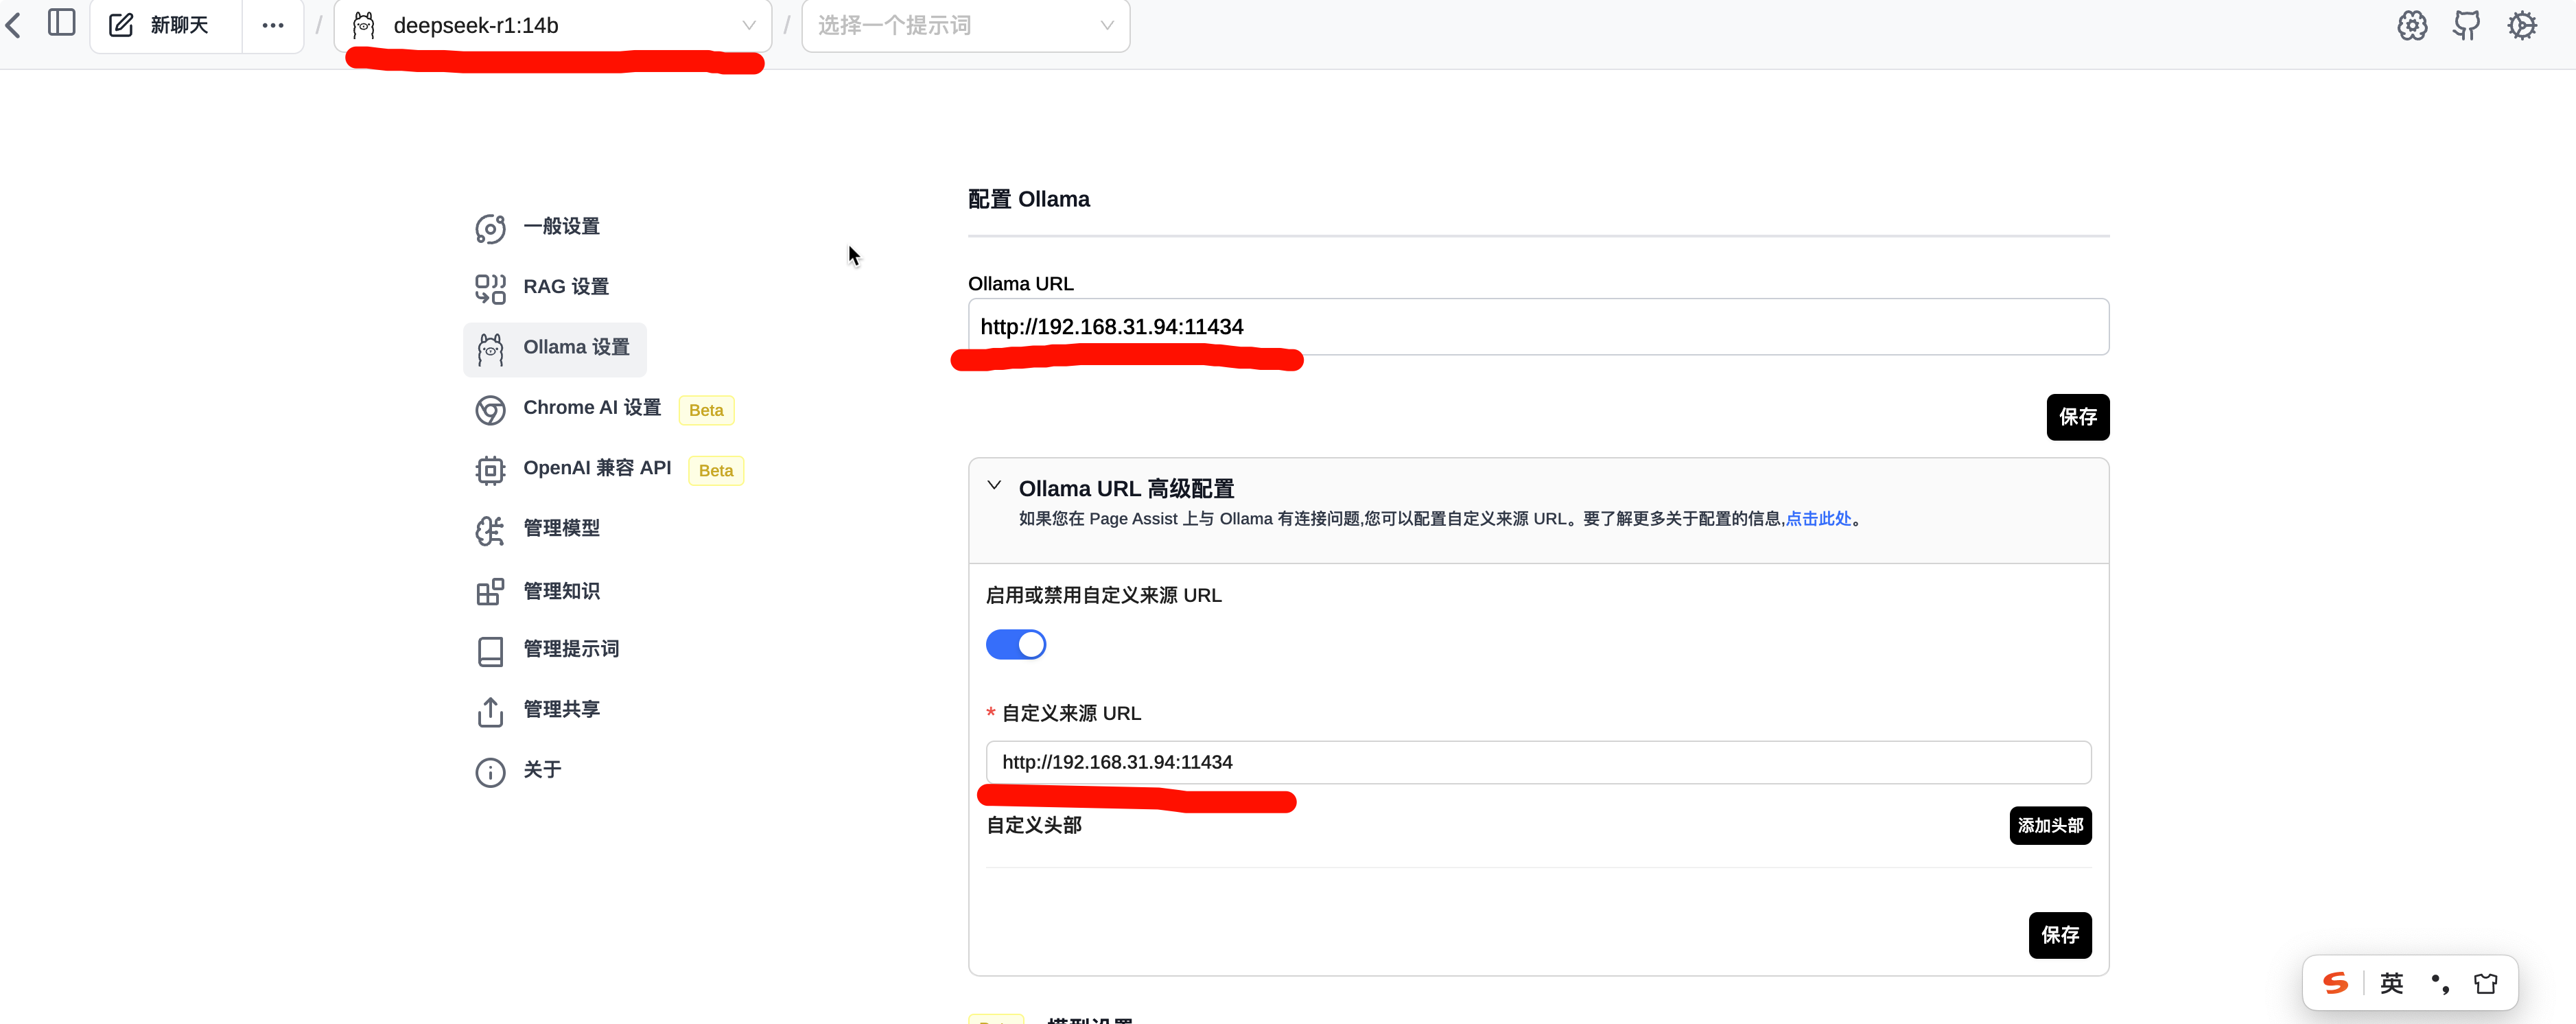 新聊天
/
deepseek-r1:14b
/
选择一个提示词
一般设置
RAG 设置
Ollama 设置
Chrome AI 设置 Beta
OpenAI 兼容 API Beta
管理模型
管理知识
管理提示词
管理共享
关于
配置 Ollama
Ollama URL
http://192.168.31.94:11434
保存
Ollama URL 高级配置
如果您在 Page Assist 上与 Ollama 有连接问题,您可以配置自定义来源 URL。要了解更多关于配置的信息,点击此处。
启用或禁用自定义来源 URL
* 自定义来源 URL
http://192.168.31.94:11434
自定义头部
添加头部
保存
英